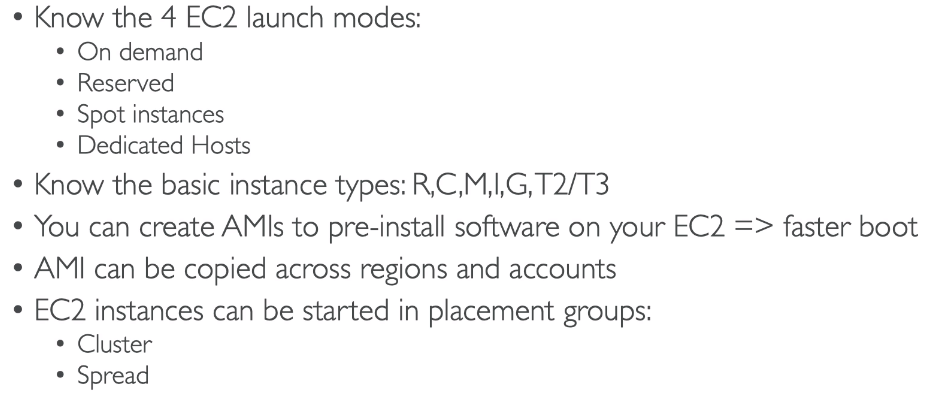 • Know the 4 EC2 launch modes:
• On demand
• Reserved
• Spot instances
• Dedicated Hosts
• Know the basic instance types: R,C,M,I,G, T2/T3
• You can create AMIs to pre-install software on your EC2 => faster boot
• AMI can be copied across regions and accounts
• EC2 instances can be started in placement groups:
• Cluster
• Spread